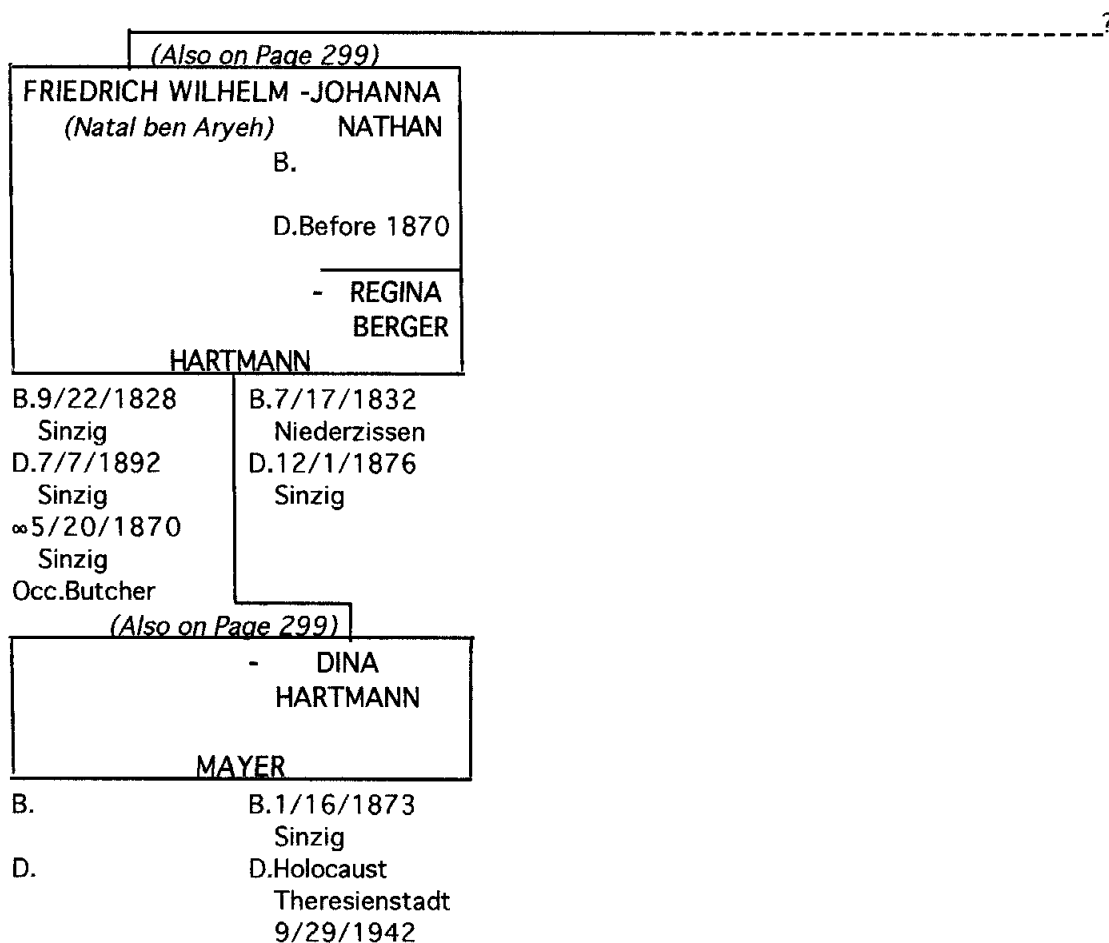 ?
(Also on Page 299)
FRIEDRICH WILHELM -JOHANNA
(Natal ben Aryeh) NATHAN
B.
D.Before 1870
- REGINA
BERGER
HARTMANN
B.9/22/1828 B.7/17/1832
Sinzig Niederzissen
D.7/7/1892 D.12/1/1876
Sinzig Sinzig
∞5/20/1870
Sinzig
Occ.Butcher
(Also on Page 299)
- DINA
HARTMANN
MAYER
B. B.1/16/1873
Sinzig
D. D.Holocaust
Theresienstadt
9/29/1942